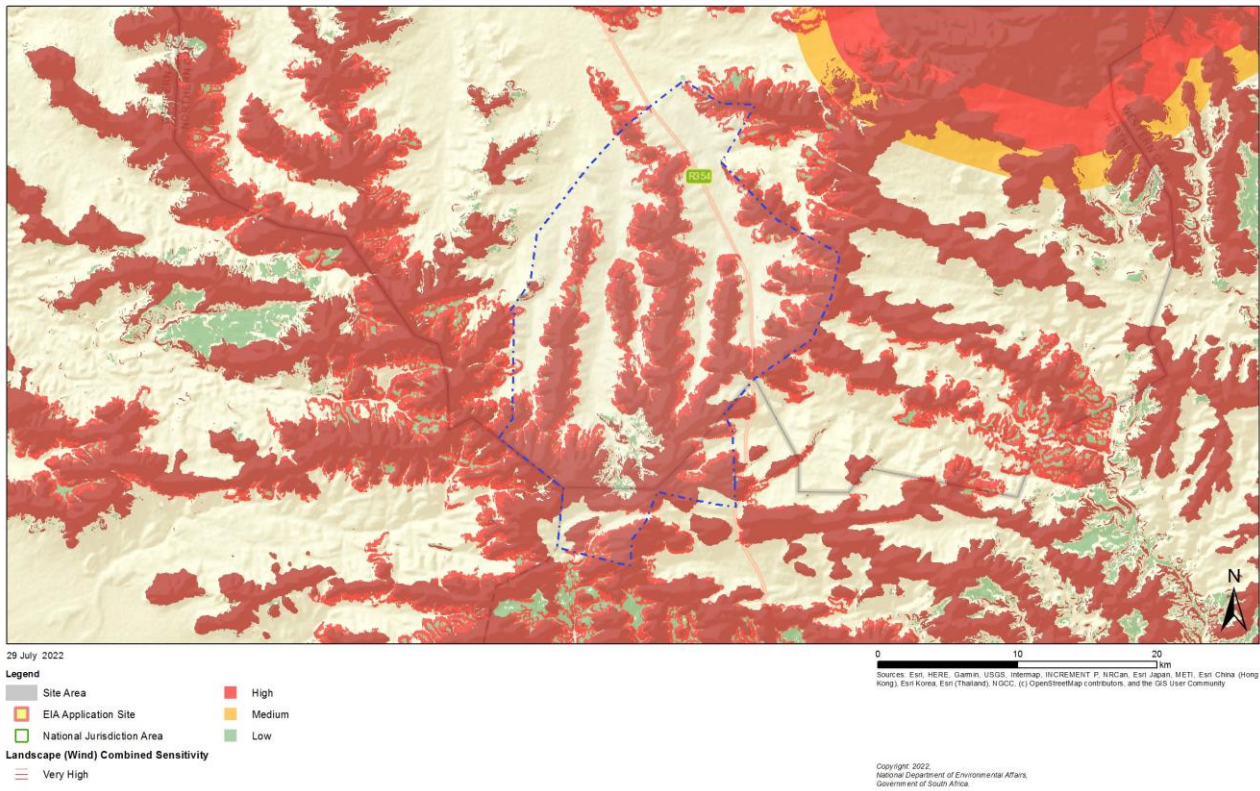 R354
N
29 July 2022
Legend
Site Area
EIA Application Site
National Jurisdiction Area
Landscape (Wind) Combined Sensitivity
Very High
High
Medium
Low
0 10 20
km
Sources: Esri, HERE, Garmin, USGS, Intermap, INCREMENT P, NRCan, Esri Japan, METI, Esri China (Hong
Kong), Esri Korea, Esri (Thailand), NGCC, (c) OpenStreetMap contributors, and the GIS User Community
Copyright: 2022,
National Department of Environmental Affairs,
Government of South Africa.